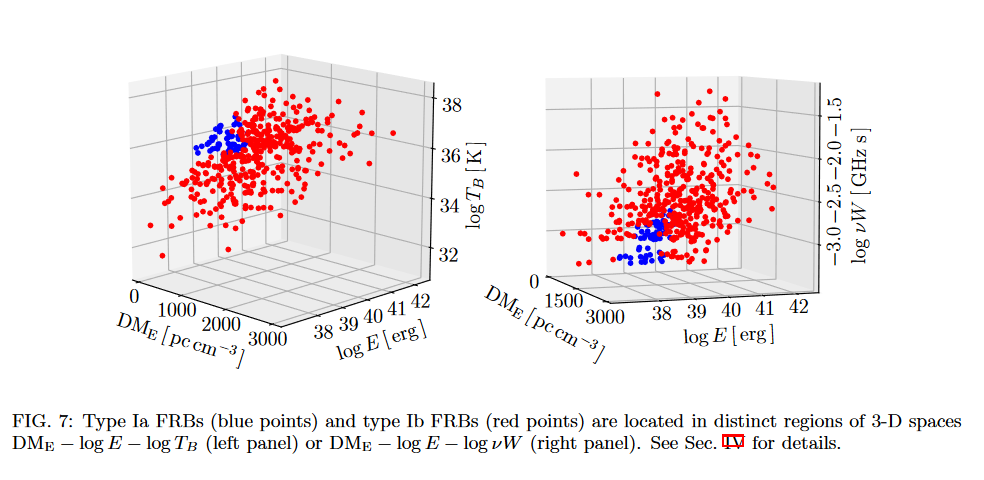 38
36
34
32
log T_B [K]
0
1000
2000
3000
DM_E [pc cm^−3]
38 39 40 41 42
log E [erg]
−1.5
−2.0
−2.5
−3.0
log νW [GHz s]
0
1500
3000
DM_E [pc cm^−3]
38 39 40 41 42
log E [erg]
FIG. 7: Type Ia FRBs (blue points) and type Ib FRBs (red points) are located in distinct regions of 3-D spaces
DM_E − log E − log T_B (left panel) or DM_E − log E − log νW (right panel). See Sec. IV for details.